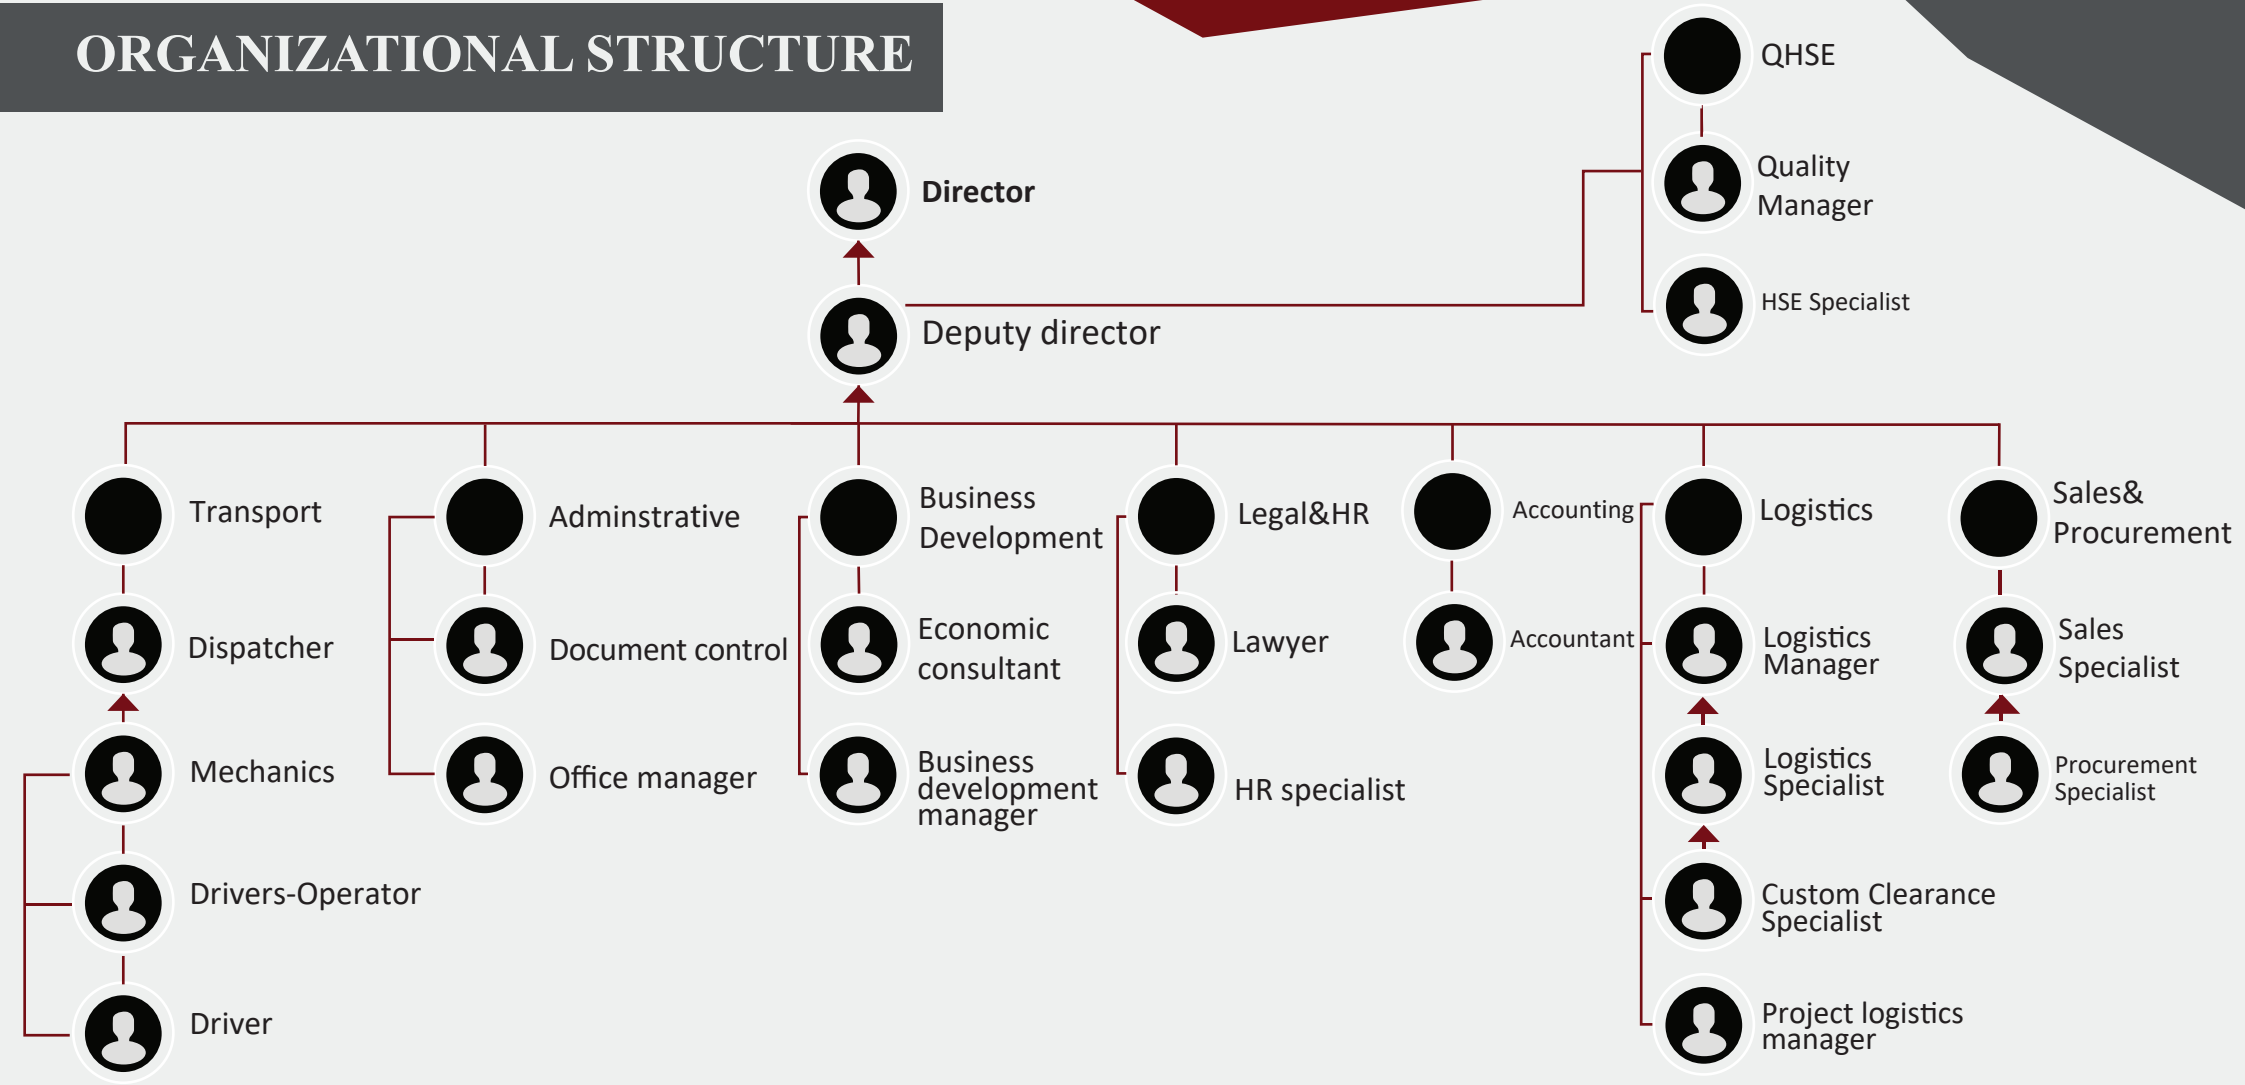 ORGANIZATIONAL STRUCTURE
QHSE
Quality
Manager
HSE Specialist
Director
Deputy director
Transport
Dispatcher
Mechanics
Drivers-Operator
Driver
Adminstrative
Document control
Office manager
Business
Development
Economic
consultant
Business
development
manager
Legal&HR
Lawyer
HR specialist
Accounting
Accountant
Logistics
Logistics
Manager
Logistics
Specialist
Custom Clearance
Specialist
Project logistics
manager
Sales&
Procurement
Sales
Specialist
Procurement
Specialist